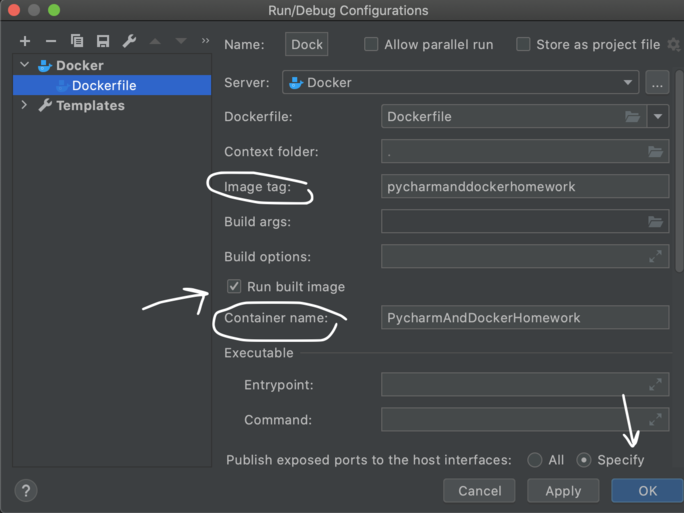 Run/Debug Configurations
Name: Dock Allow parallel run Store as project file
Docker
Dockerfile
Templates
Server: Docker ...
Dockerfile: Dockerfile
Context folder: .
Image tag: pycharmanddockerhomework
Build args:
Build options:
Run built image
Container name: PycharmAndDockerHomework
Executable
Entrypoint:
Command:
Publish exposed ports to the host interfaces: All Specify
? Cancel Apply OK